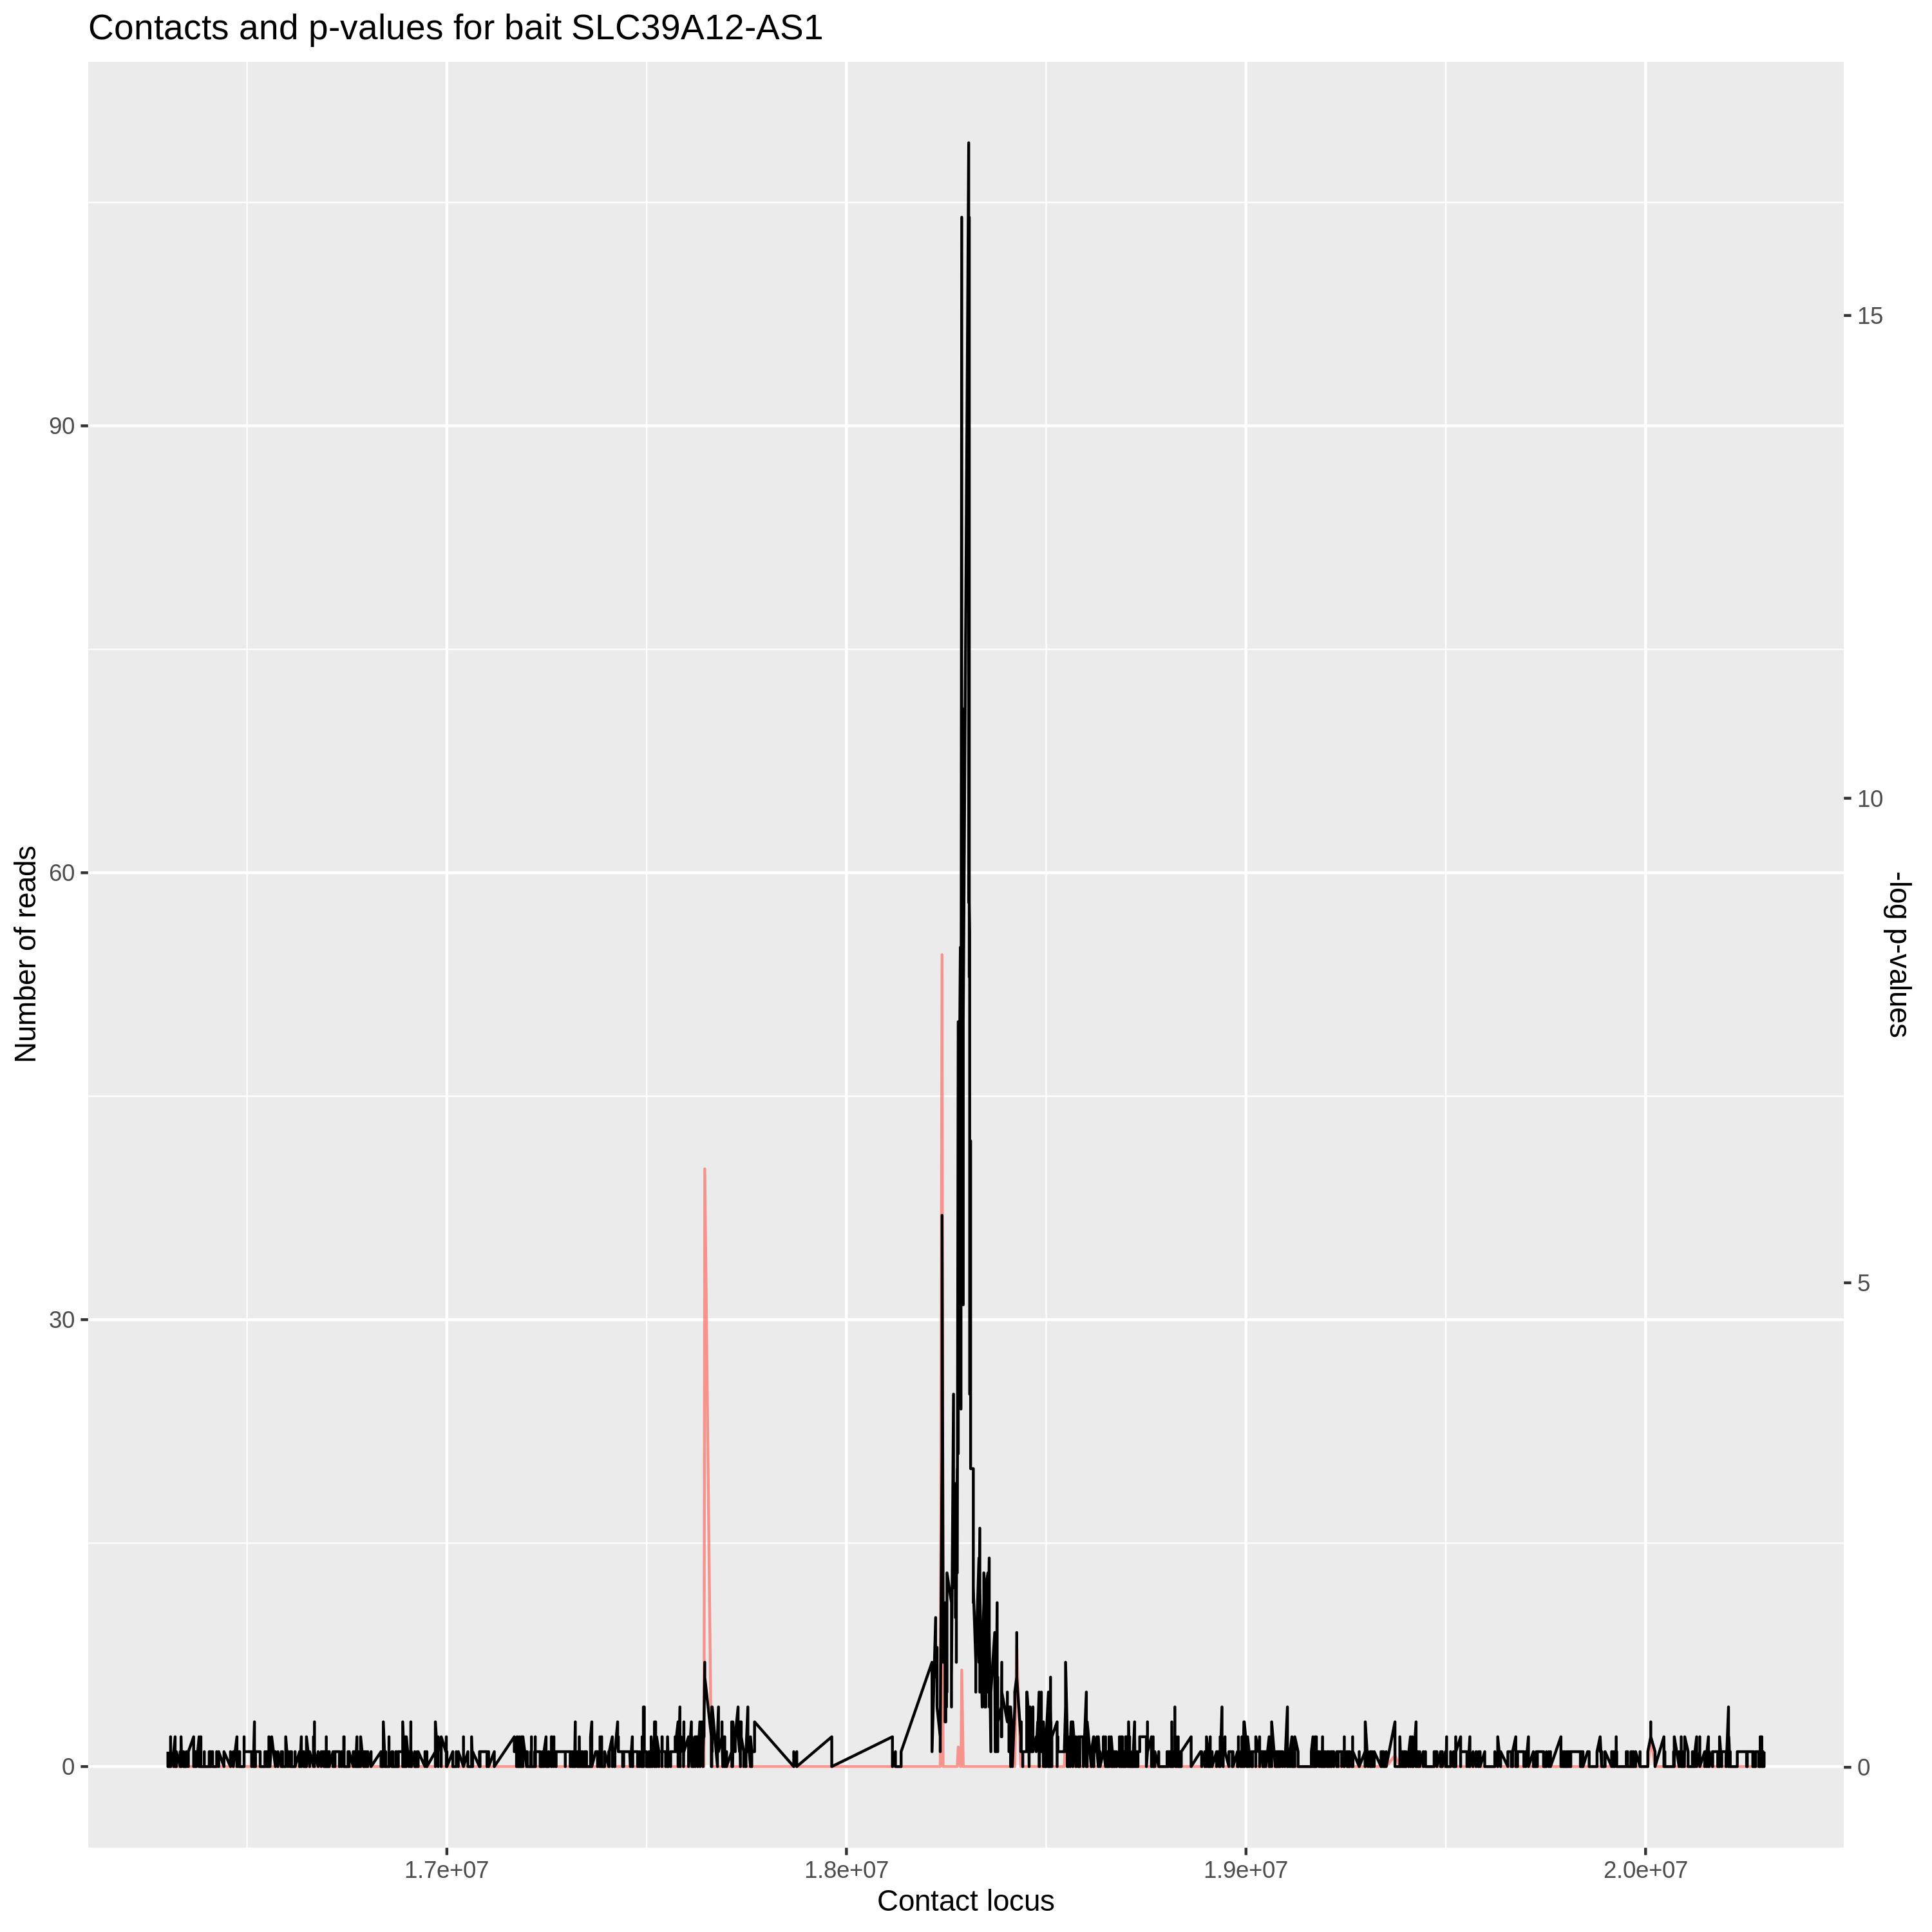 Contacts and p-values for bait SLC39A12-AS1
90
60
30
0
Number of reads
15
10
5
0
-log p-values
1.7e+07
1.8e+07
1.9e+07
2.0e+07
Contact locus